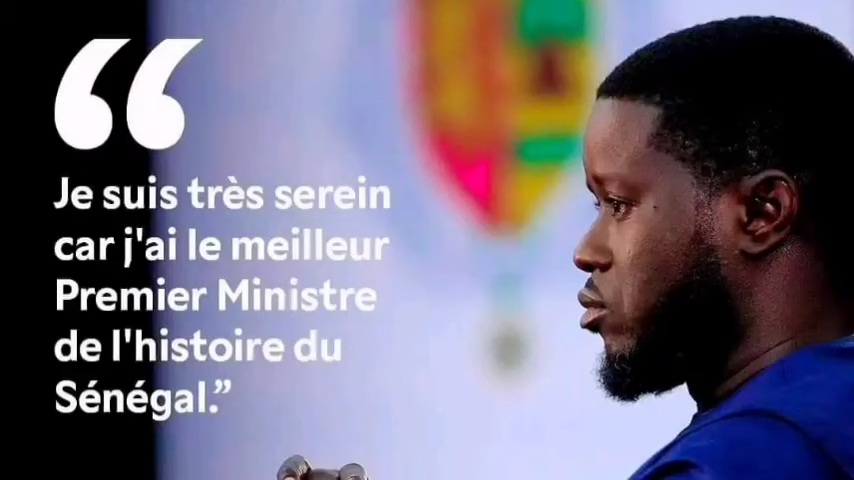 “
Je suis très serein
car j'ai le meilleur
Premier Ministre
de l'histoire du
Sénégal.”